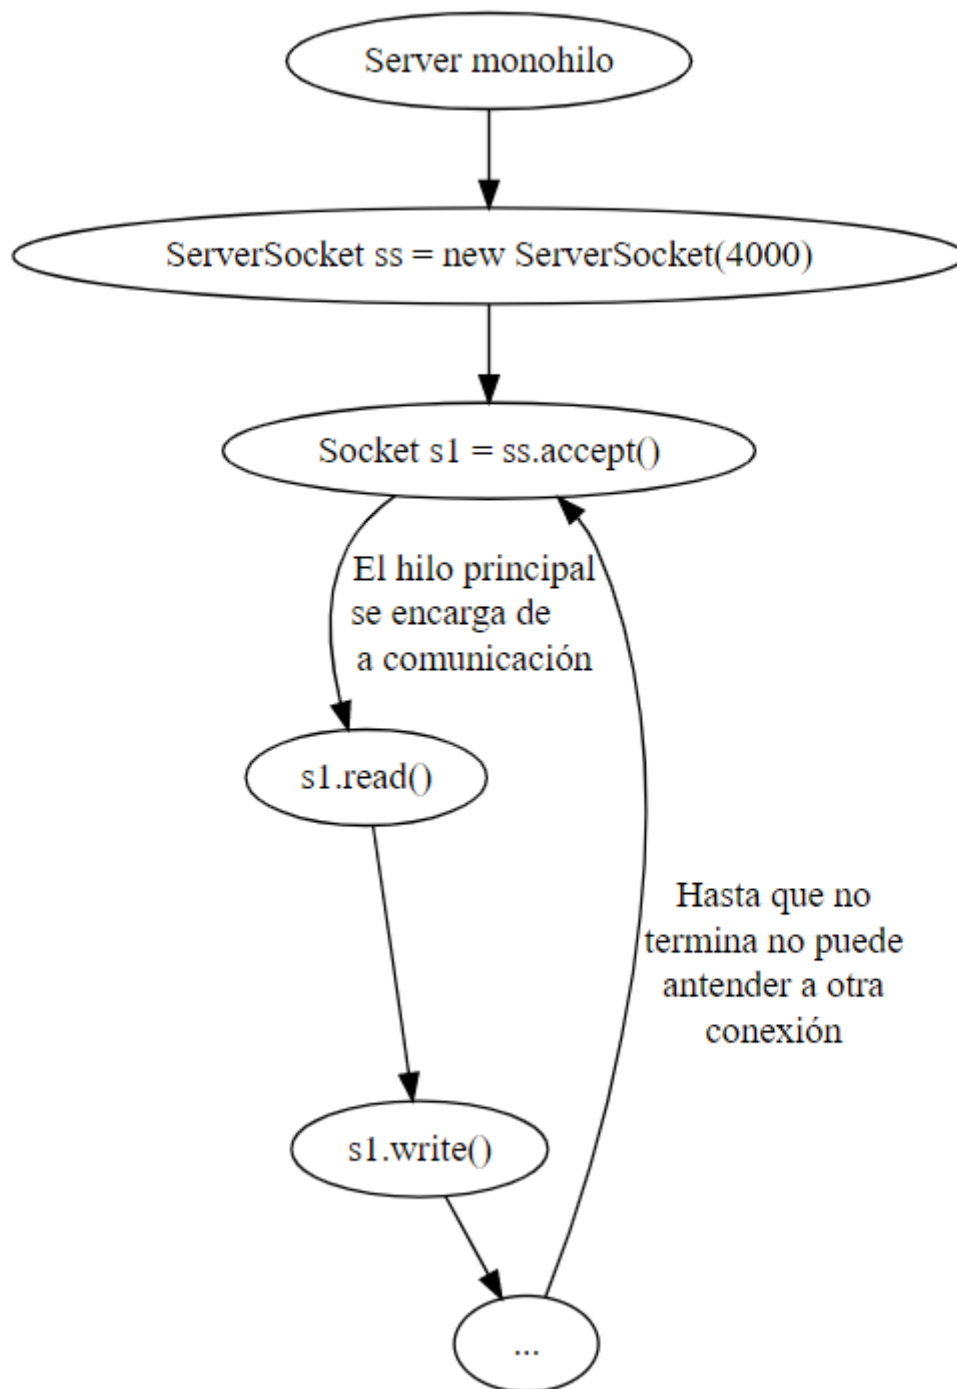 Server monohilo
ServerSocket ss = new ServerSocket(4000)
Socket s1 = ss.accept()
El hilo principal
se encarga de
a comunicación
s1.read()
Hasta que no
termina no puede
antender a otra
conexión
s1.write()
...